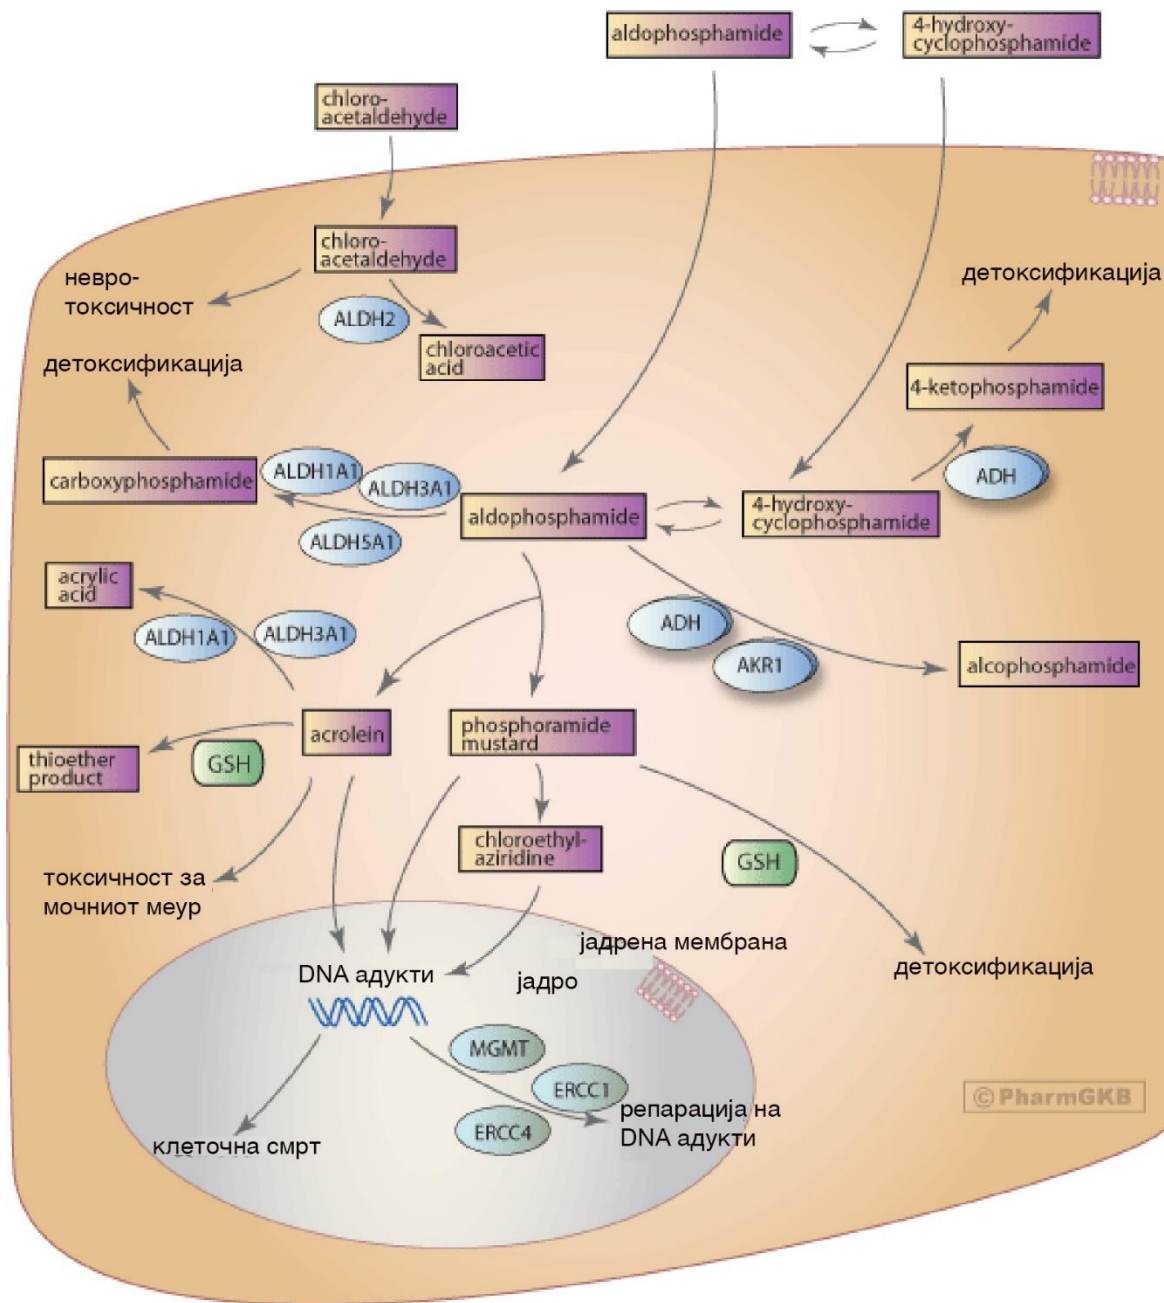 aldophosphamide
4-hydroxy-
cyclophosphamide
chloro-
acetaldehyde
chloro-
acetaldehyde
невро-
токсичност
детоксификација
ALDH2
chloroacetic
acid
детоксификација
4-ketophosphamide
carboxyphosphamide
ALDH1A1
ALDH3A1
ADH
aldophosphamide
4-hydroxy-
cyclophosphamide
ALDH5A1
acrylic
acid
ALDH1A1
ALDH3A1
ADH
AKR1
alcophosphamide
acrolein
phosphoramide
mustard
thioether
product
GSH
chloroethyl-
aziridine
GSH
токсичност за
мочниот меур
јадрена мембрана
DNA адукти
јадро
детоксификација
MGMT
ERCC1
ERCC4
репарација на
DNA адукти
клеточна смрт
© PharmGKB